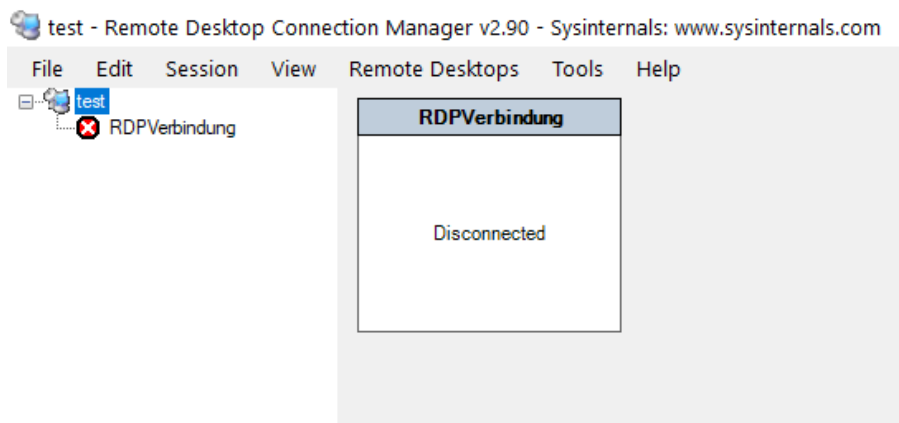 test - Remote Desktop Connection Manager v2.90 - Sysinternals: www.sysinternals.com
File Edit Session View Remote Desktops Tools Help
test
RDPVerbindung
RDPVerbindung
Disconnected